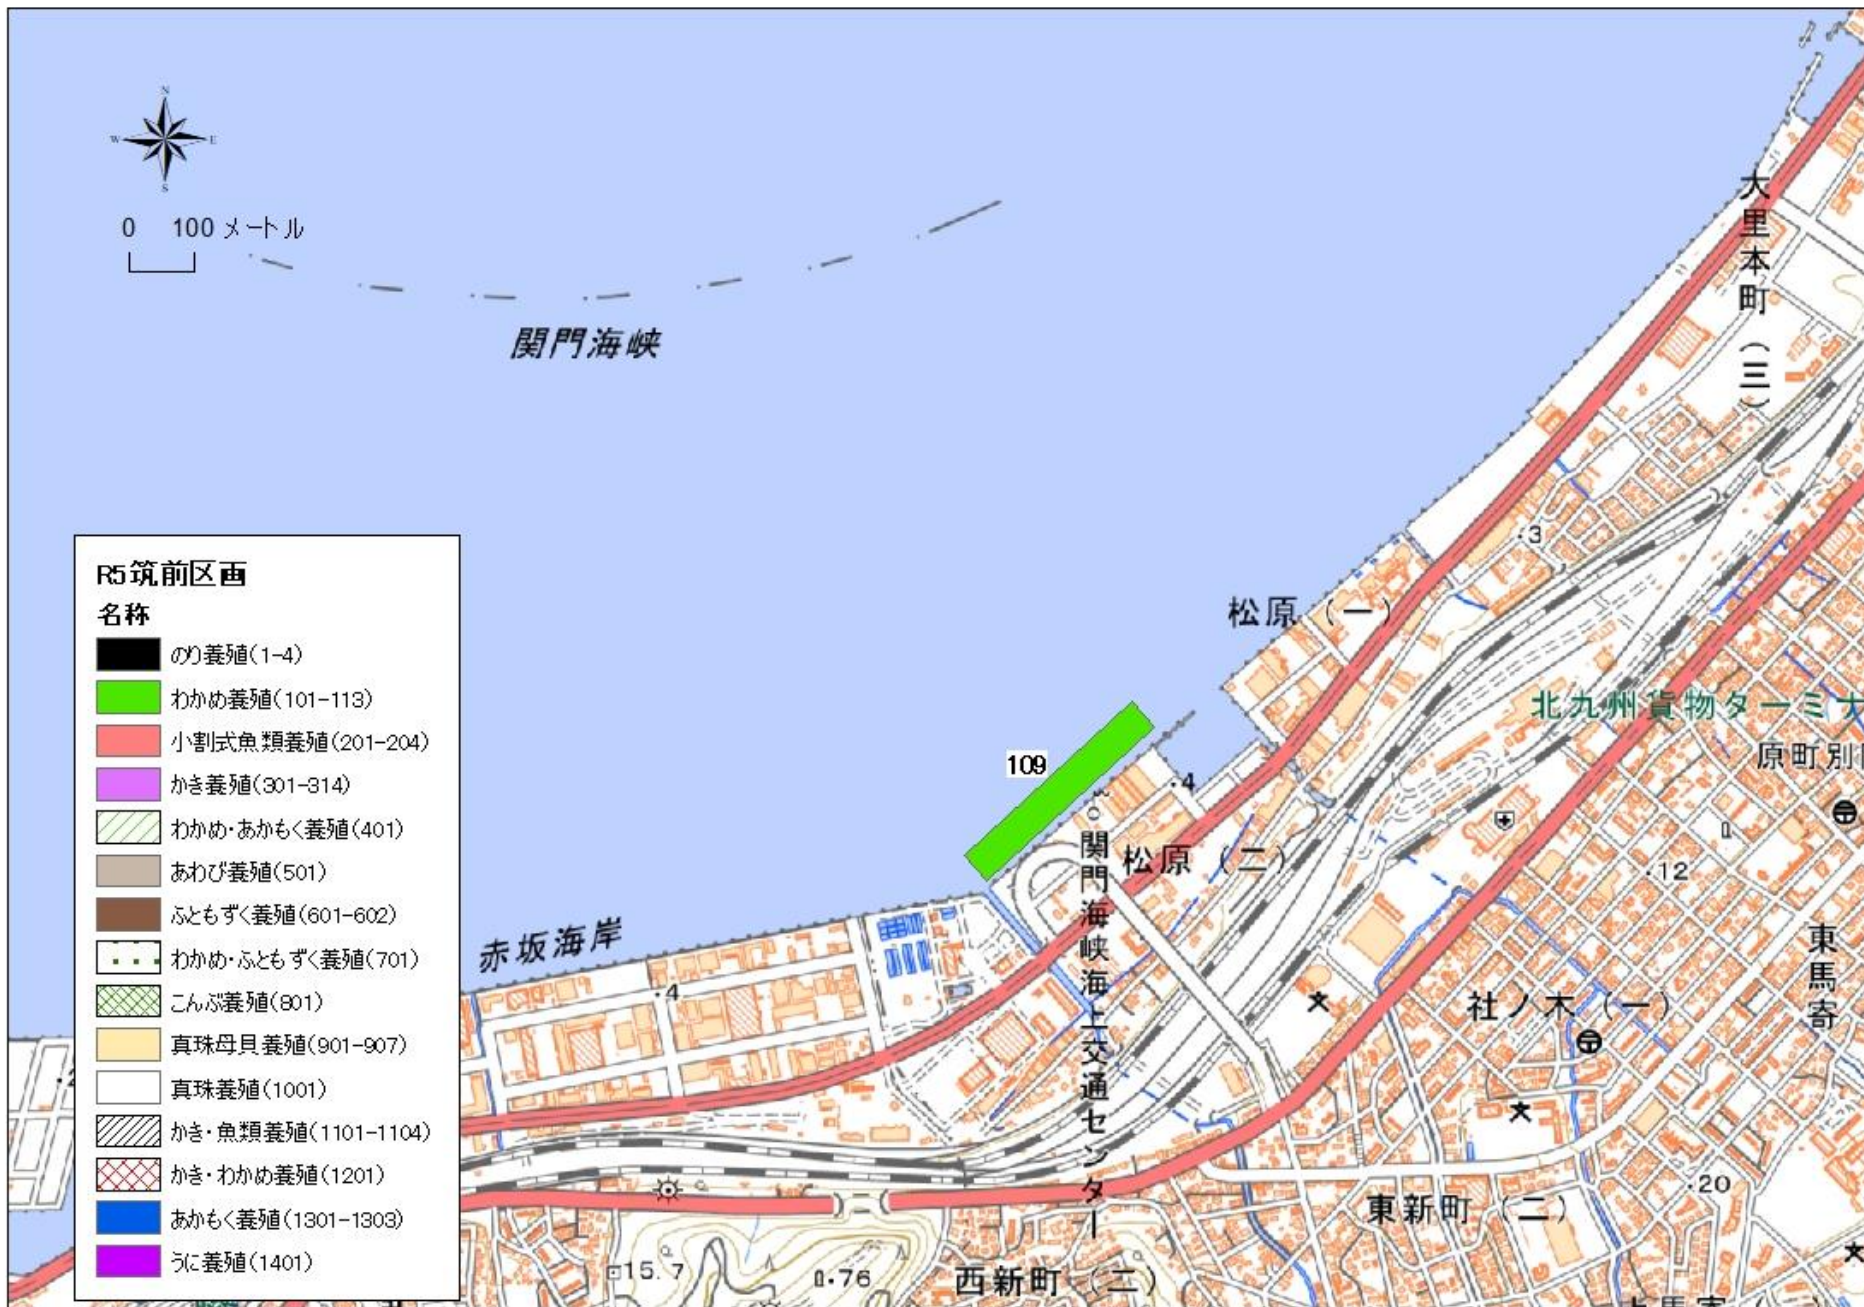 N
W E
S
0 100 メートル
関門海峡
大里本町(三)
R5筑前区画
名称
のり養殖(1-4)
わかめ養殖(101-113)
小割式魚類養殖(201-204)
かき養殖(301-314)
わかめ・あかもく養殖(401)
あわび養殖(501)
ふともずく養殖(601-602)
わかめ・ふともずく養殖(701)
こんぶ養殖(801)
真珠母貝養殖(901-907)
真珠養殖(1001)
かき・魚類養殖(1101-1104)
かき・わかめ養殖(1201)
あかもく養殖(1301-1303)
うに養殖(1401)
・3
松原(一)
北九州貨物ターミナ
原町別
109
・4
関門海峡海上交通センター
松原(二)
・12
赤坂海岸
・4
東馬寄
社ノ木(一)
・20
東新町(二)
15.7
・76
西新町(二)